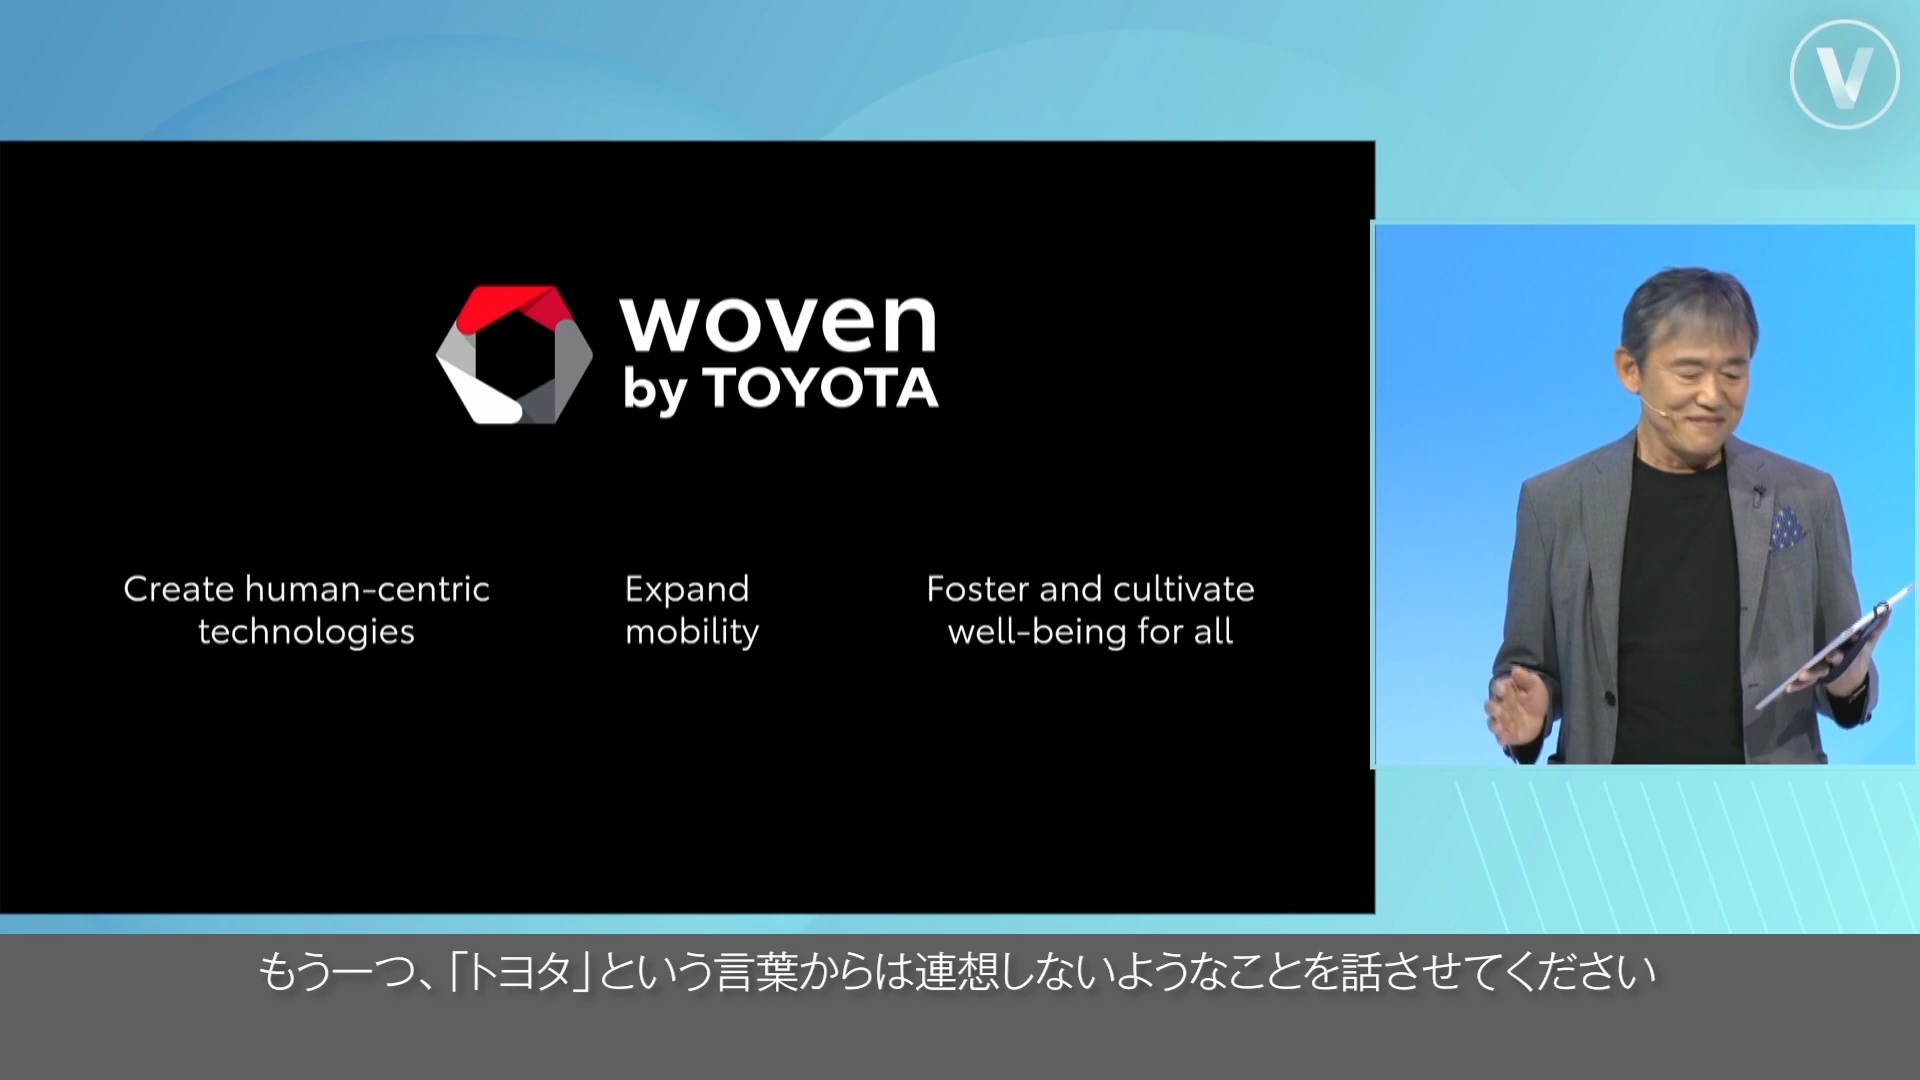 V
woven
by TOYOTA
Create human-centric
technologies
Expand
mobility
Foster and cultivate
well-being for all
もう一つ、「トヨタ」という言葉からは連想しないようなことを話させてください